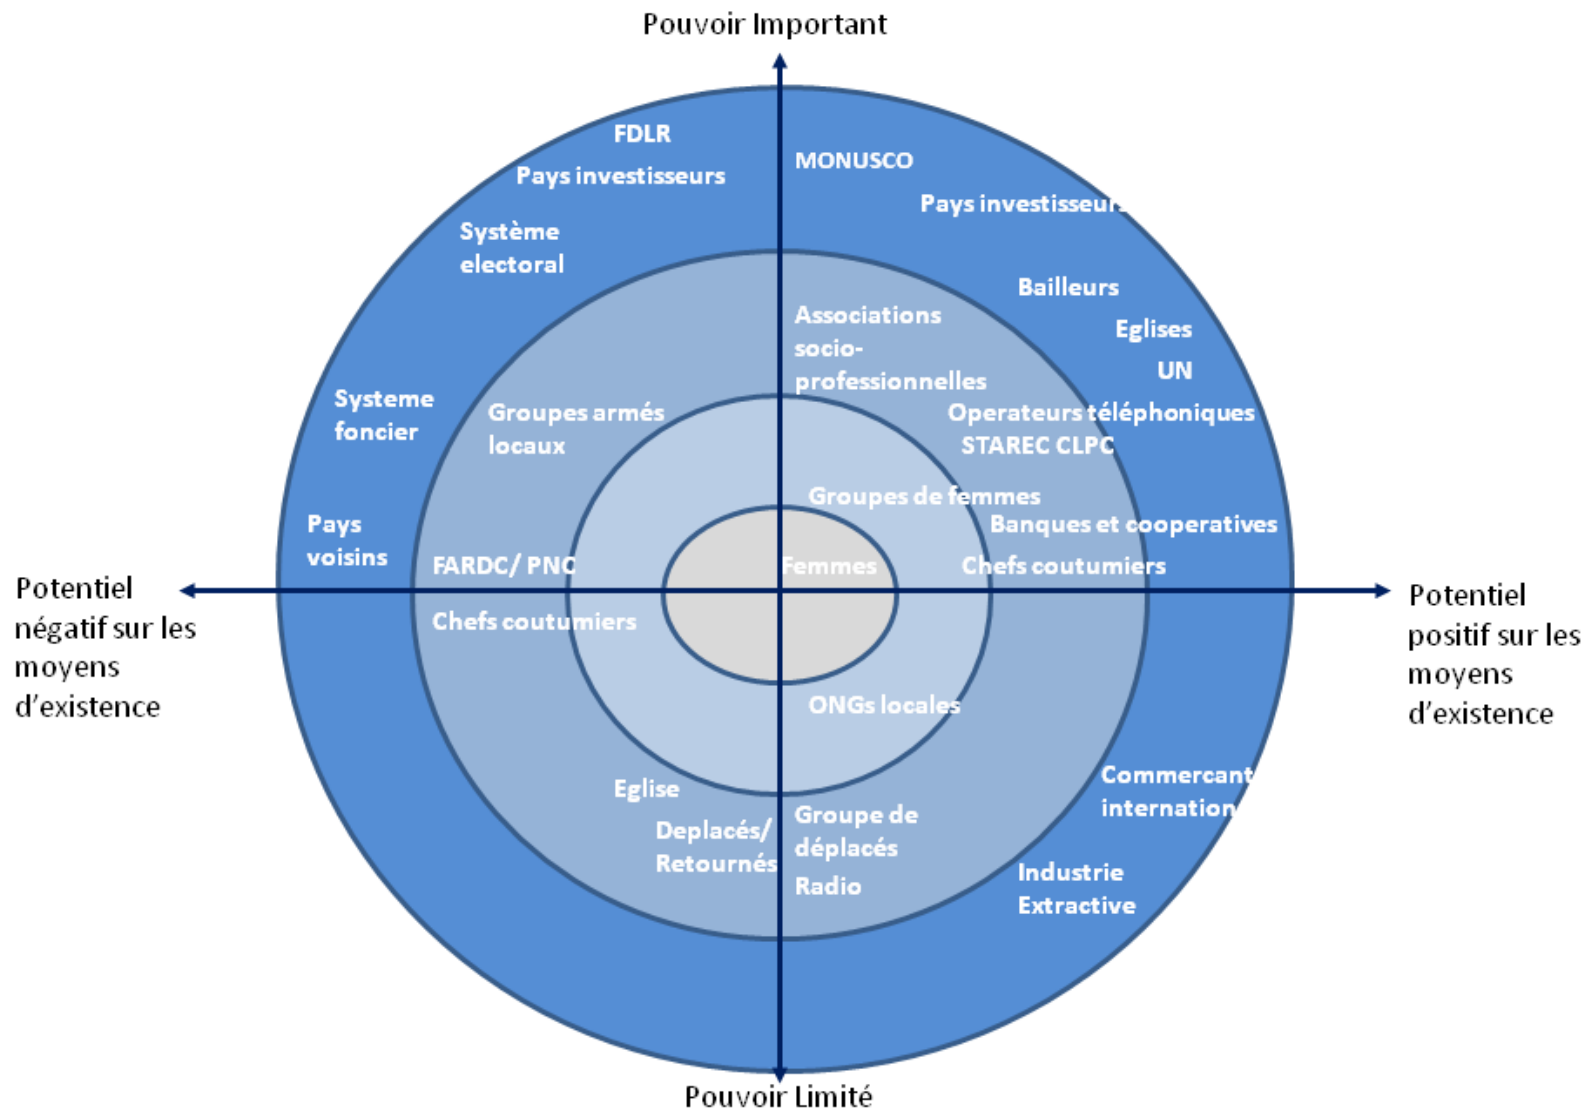 Pouvoir Important
FDLR
MONUSCO
Pays investisseurs
Pays investisseurs
Système
electoral
Bailleurs
Associations
socio-
professionnelles
Eglises
UN
Systeme
foncier
Groupes armés
locaux
Operateurs téléphoniques
STAREC CLPC
Groupes de femmes
Pays
voisins
Banques et cooperatives
FARDC/ PNC
Femmes
Chefs coutumiers
Potentiel
négatif sur les
moyens
d'existence
Potentiel
positif sur les
moyens
d'existence
Chefs coutumiers
ONGs locales
Eglise
Commercant
internation
Deplacés/
Retournés
Groupe de
déplacés
Radio
Industrie
Extractive
Pouvoir Limité